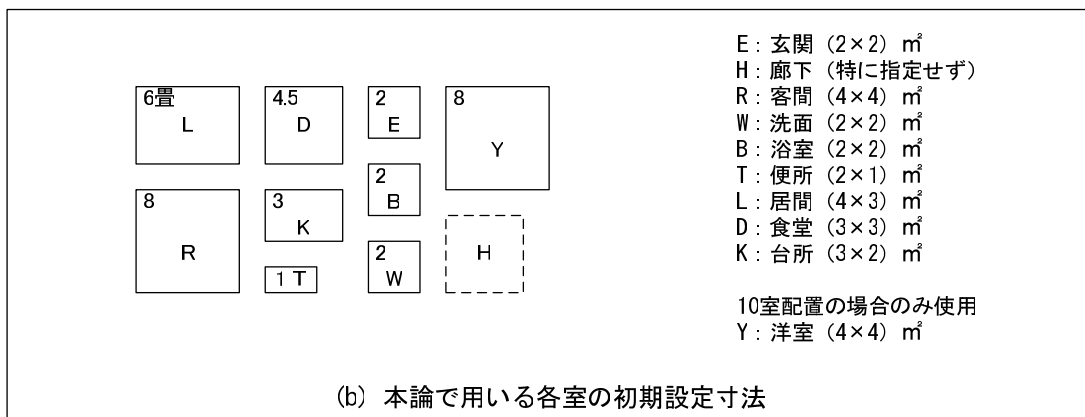 6畳
L
4.5
D
2
E
8
Y
8
R
3
K
2
B
1 T
2
W
H
E：玄関（2×2）㎡
H：廊下（特に指定せず）
R：客間（4×4）㎡
W：洗面（2×2）㎡
B：浴室（2×2）㎡
T：便所（2×1）㎡
L：居間（4×3）㎡
D：食堂（3×3）㎡
K：台所（3×2）㎡
10室配置の場合のみ使用
Y：洋室（4×4）㎡
(b) 本論で用いる各室の初期設定寸法